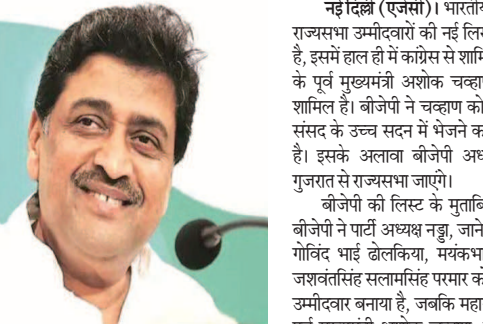 नई दिल्ली (एजेंसी)। भारतीय
राज्यसभा उम्मीदवारों की नई लिस
है, इसमें हाल ही में कांग्रेस से शामि
के पूर्व मुख्यमंत्री अशोक चव्हा
शामिल है। बीजेपी ने चव्हाण को
संसद के उच्च सदन में भेजने क
है। इसके अलावा बीजेपी अध
गुजरात से राज्यसभा जाएंगे।
बीजेपी की लिस्ट के मुताबि
बीजेपी ने पार्टी अध्यक्ष नड्डा, जाने
गोविंद भाई ढोलकिया, मयंकभा
जशवंतसिंह सलामसिंह परमार को
उम्मीदवार बनाया है, जबकि महा